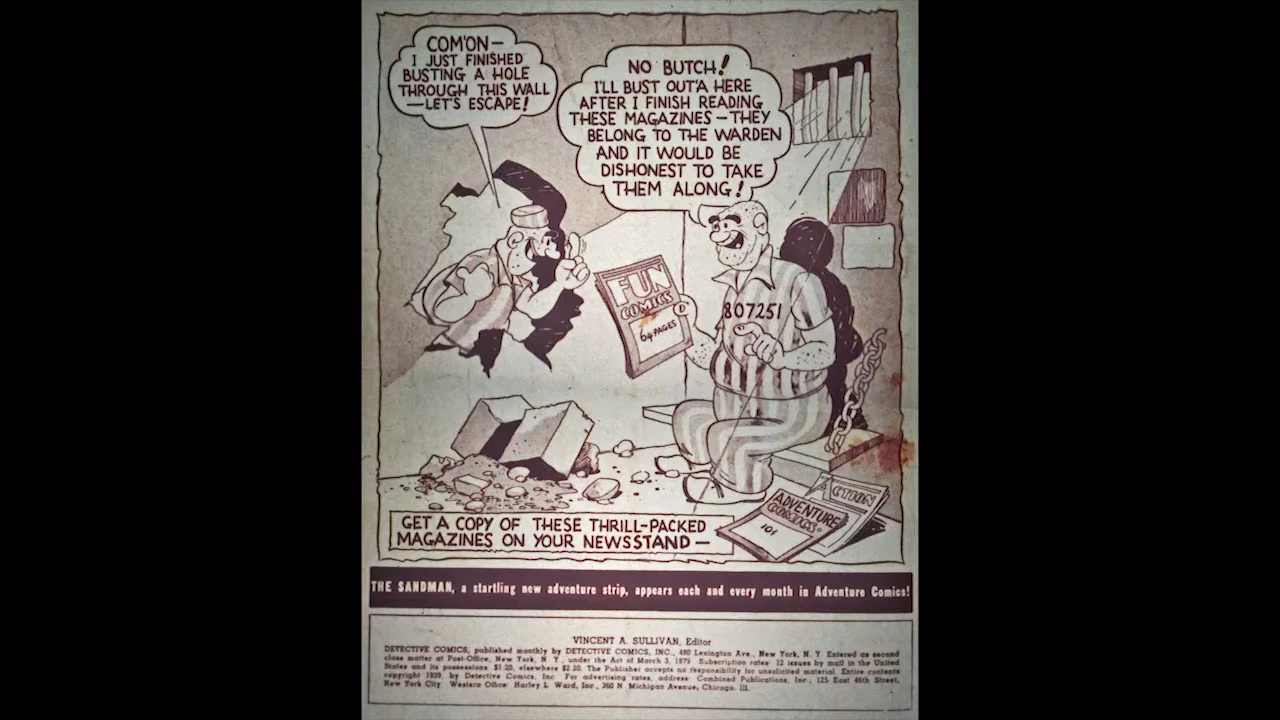 COM'ON—
I JUST FINISHED
BUSTING A HOLE
THROUGH THIS WALL
—LET'S ESCAPE!
NO BUTCH!
I'LL BUST OUT'A HERE
AFTER I FINISH READING
THESE MAGAZINES—THEY
BELONG TO THE WARDEN
AND IT WOULD BE
DISHONEST TO TAKE
THEM ALONG!
FUN
COMICS
64 PAGES
807251
ACTION
ADVENTURE
COMICS
10¢
GET A COPY OF THESE THRILL-PACKED
MAGAZINES ON YOUR NEWSSTAND—
THE SANDMAN, a startling new adventure strip, appears each and every month in Adventure Comics!
VINCENT A. SULLIVAN, Editor
DETECTIVE COMICS, published monthly by DETECTIVE COMICS, INC., 480 Lexington Ave., New York, N. Y. Entered as second
class matter at Post-Office, New York, N. Y., under the Act of March 3, 1879. Subscription rates: 12 issues by mail in the United
States and its possessions $1.20, elsewhere $2.20. The Publisher accepts no responsibility for unsolicited material. Entire contents
copyright 1939, by Detective Comics, Inc. For advertising rates, address: Combined Publications, Inc., 125 East 46th Street,
New York City. Western Office: Harley L. Ward, Inc., 360 N. Michigan Avenue, Chicago, Ill.